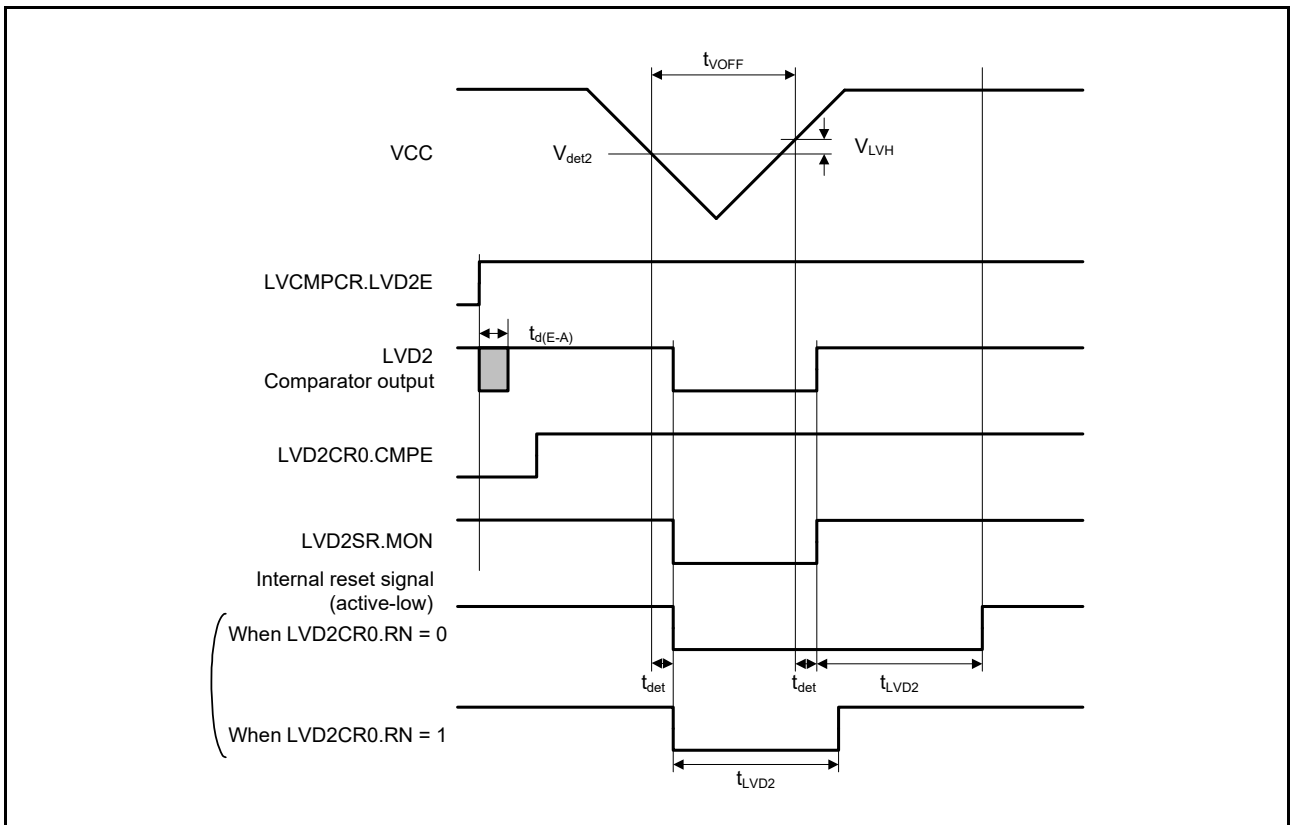 tVOFF
VCC
Vdet2
VLVH
LVCMPCR.LVD2E
td(E-A)
LVD2
Comparator output
LVD2CR0.CMPE
LVD2SR.MON
Internal reset signal
(active-low)
When LVD2CR0.RN = 0
tdet
tdet
tLVD2
When LVD2CR0.RN = 1
tLVD2